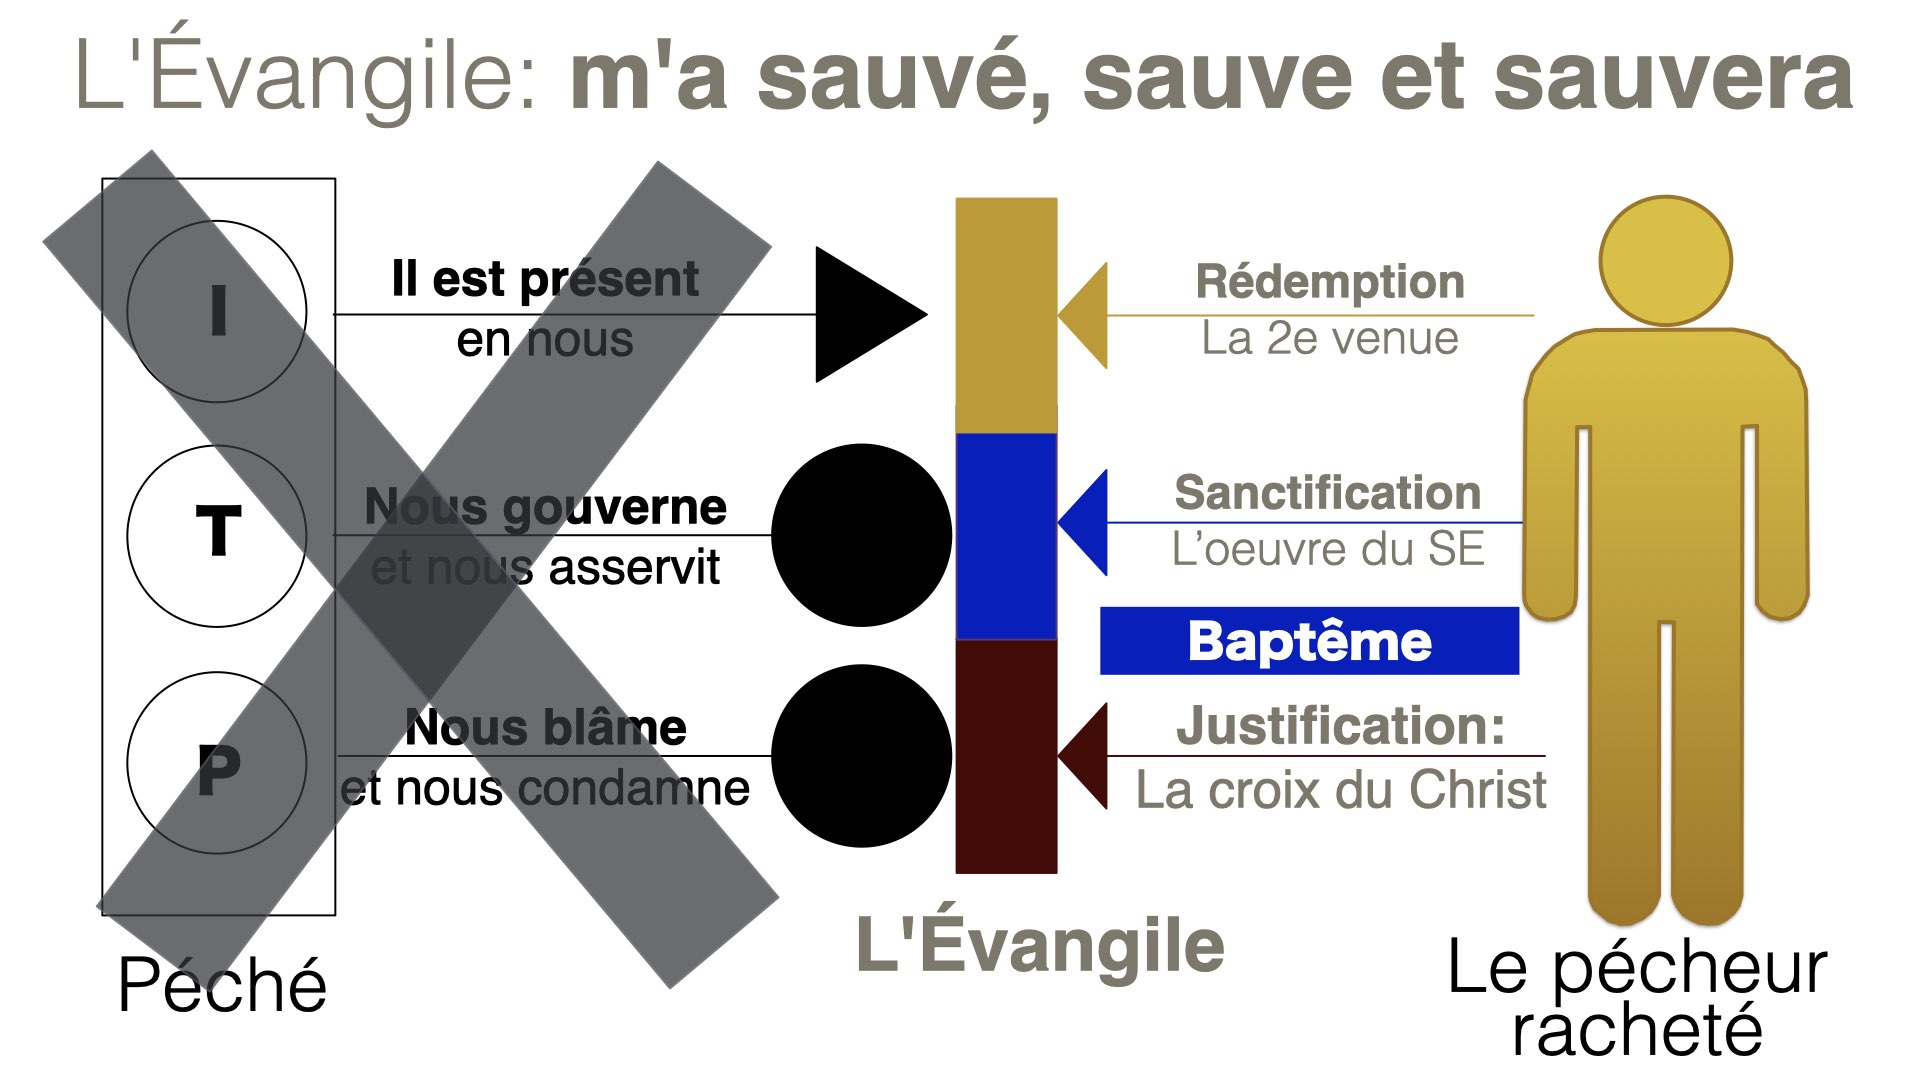 L'Évangile: m'a sauvé, sauve et sauvera
I
Il est présent
en nous
Rédemption
La 2e venue
T
Nous gouverne
et nous asservit
Sanctification
L’oeuvre du SE
Baptême
P
Nous blâme
et nous condamne
Justification:
La croix du Christ
Péché
L'Évangile
Le pécheur
racheté